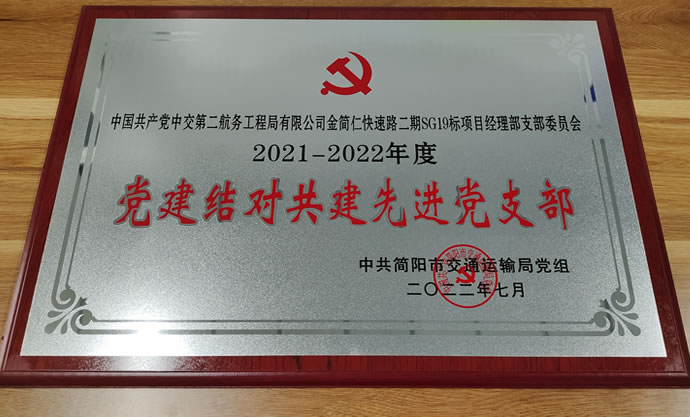 中国共产党中交第二航务工程局有限公司金简仁快速路二期SG19标项目经理部支部委员会
2021-2022年度
党建结对共建先进党支部
中共简阳市交通运输局党组
二〇二二年七月